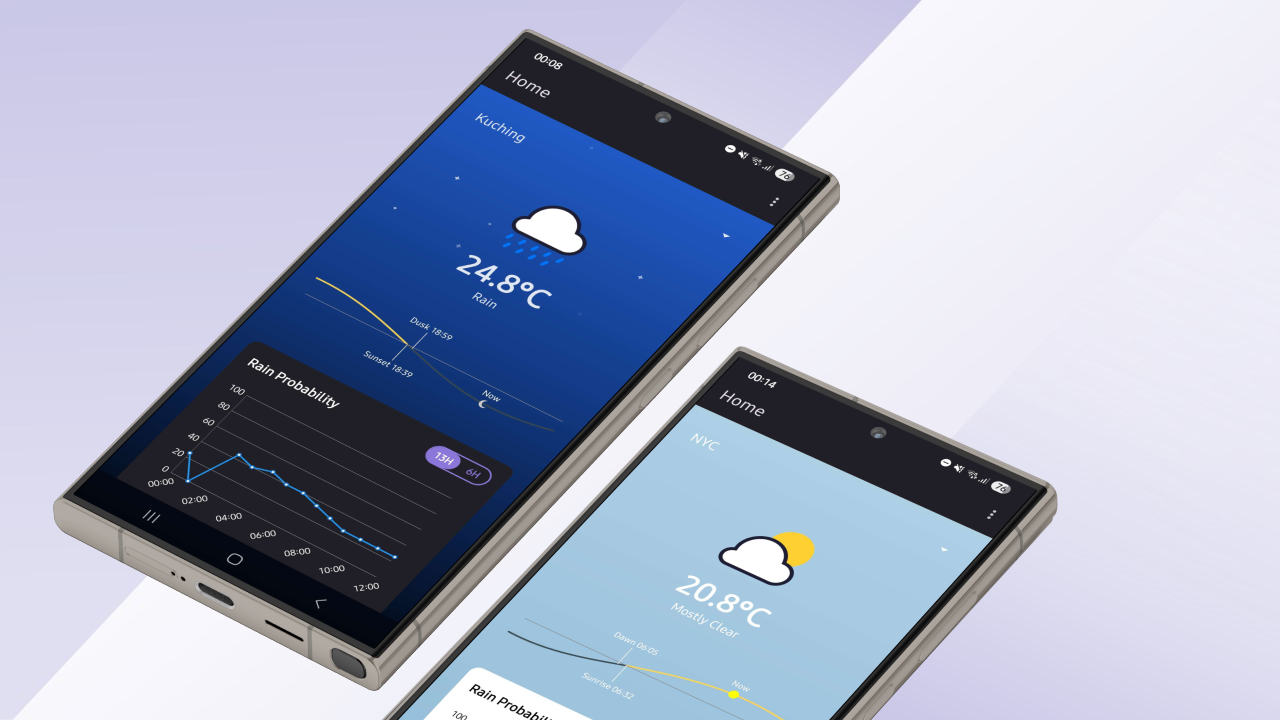 00:08
76
Home
Kuching
24.8°C
Rain
Dusk 18:59
Sunset 18:39
Now
Rain Probability
13H 6H
100
80
60
40
20
0
00:00
02:00
04:00
06:00
08:00
10:00
12:00
00:14
76
Home
NYC
20.8°C
Mostly Clear
Dawn 06:05
Sunrise 06:32
Now
Rain Probabili
100